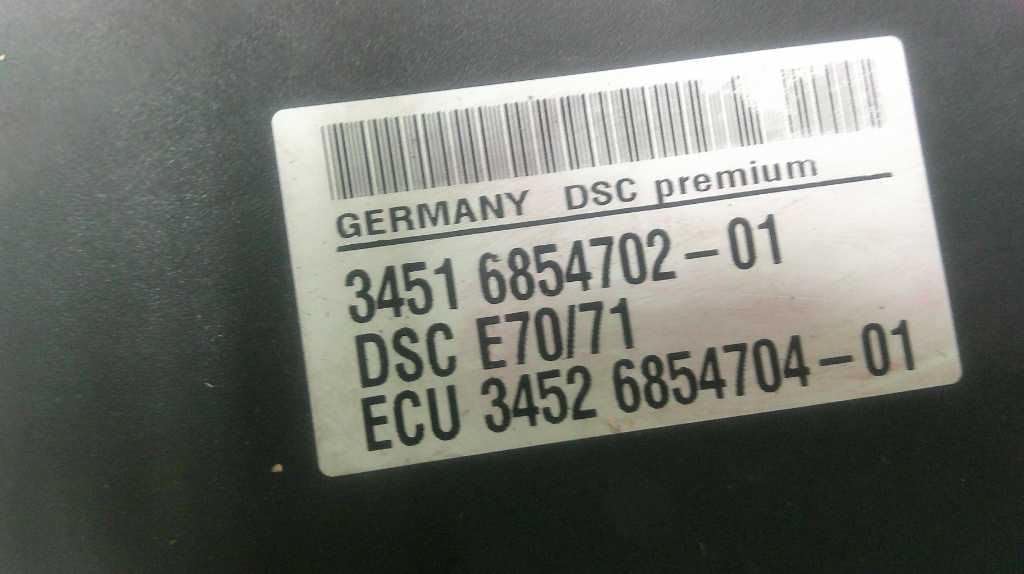 GERMANY DSC premium
3451 6854702-01
DSC E70/71
ECU 3452 6854704-01